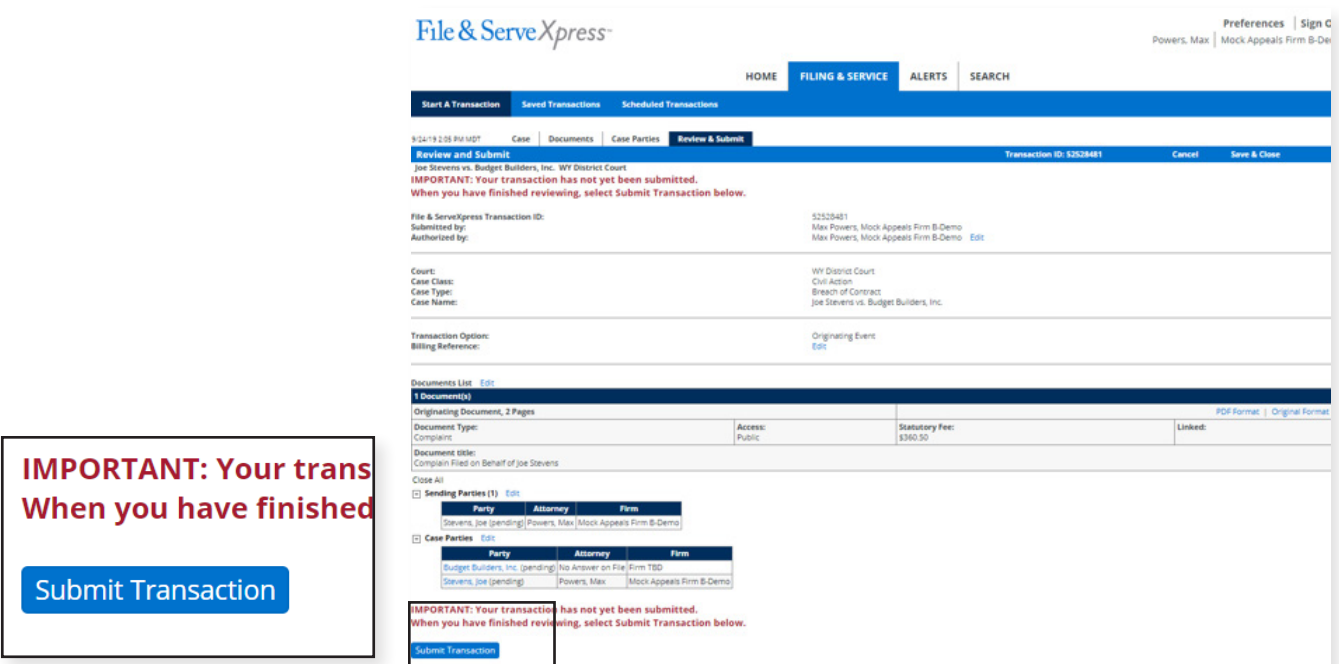 File & ServeXpress
Preferences | Sign O
Powers, Max | Mock Appeals Firm B-De
HOME FILING & SERVICE ALERTS SEARCH
Start A Transaction Saved Transactions Scheduled Transactions
9/24/19 2:05 PM MDT Case Documents Case Parties Review & Submit
Review and Submit Transaction ID: 52528481 Cancel Save & Close
Joe Stevens vs. Budget Builders, Inc. WY District Court
IMPORTANT: Your transaction has not yet been submitted.
When you have finished reviewing, select Submit Transaction below.
File & ServeXpress Transaction ID: 52528481
Submitted by: Max Powers, Mock Appeals Firm B-Demo
Authorized by: Max Powers, Mock Appeals Firm B-Demo Edit
Court: WY District Court
Case Class: Civil Action
Case Type: Breach of Contract
Case Name: Joe Stevens vs. Budget Builders, Inc.
Transaction Option: Originating Event
Billing Reference: Edit
Documents List Edit
1 Document(s)
Originating Document, 2 Pages PDF Format | Original Format
Document Type: Access: Statutory Fee: Linked:
Complaint Public $360.50
Document title:
Complain Filed on Behalf of Joe Stevens
Close All
Sending Parties (1) Edit
Party Attorney Firm
Stevens, Joe (pending) Powers, Max Mock Appeals Firm B-Demo
Case Parties Edit
Party Attorney Firm
Budget Builders, Inc. (pending) No Answer on File Firm TBD
Stevens, Joe (pending) Powers, Max Mock Appeals Firm B-Demo
IMPORTANT: Your transaction has not yet been submitted.
When you have finished reviewing, select Submit Transaction below.
Submit Transaction
IMPORTANT: Your trans
When you have finished
Submit Transaction